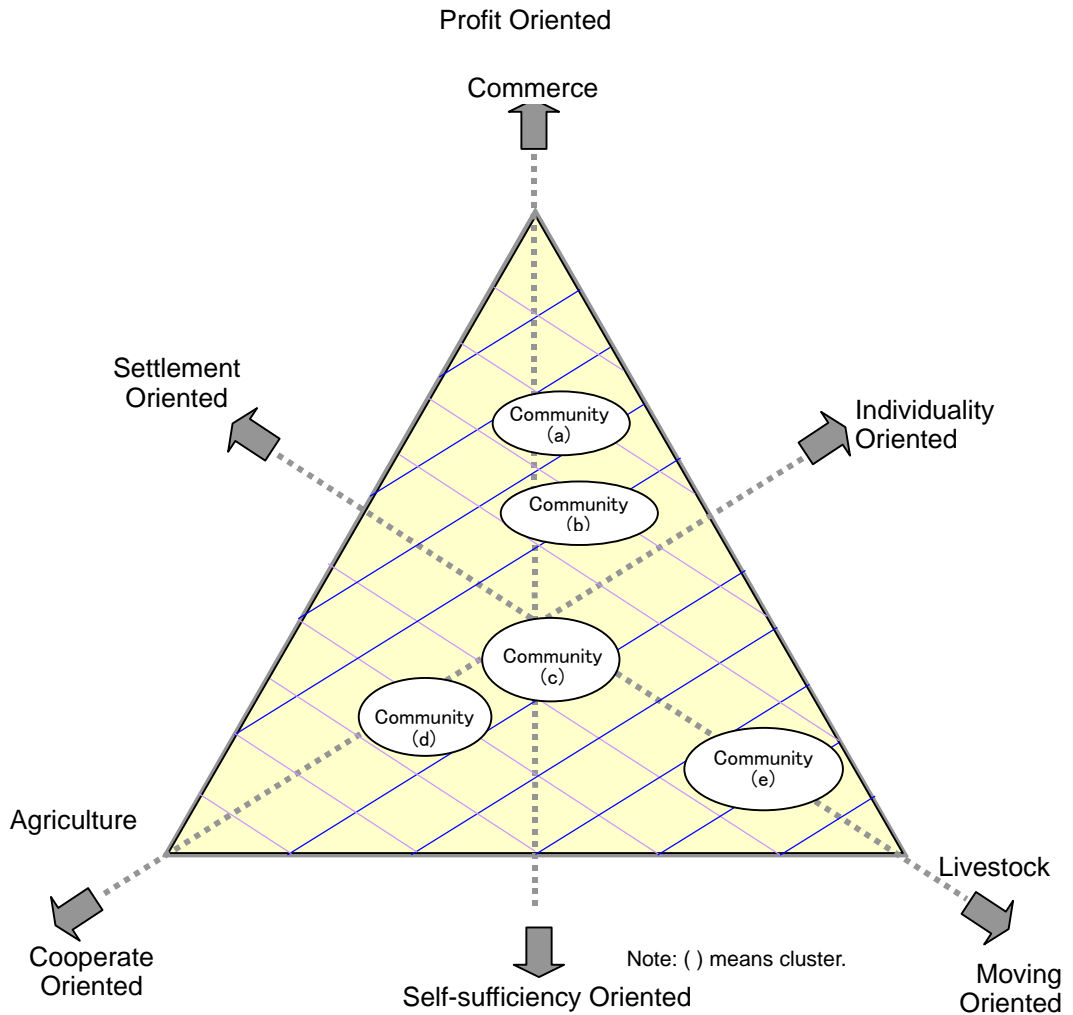 Profit Oriented
Commerce
Settlement
Oriented
Individuality
Oriented
Community
(a)
Community
(b)
Community
(c)
Community
(d)
Community
(e)
Agriculture
Livestock
Cooperate
Oriented
Note: ( ) means cluster.
Self-sufficiency Oriented
Moving
Oriented